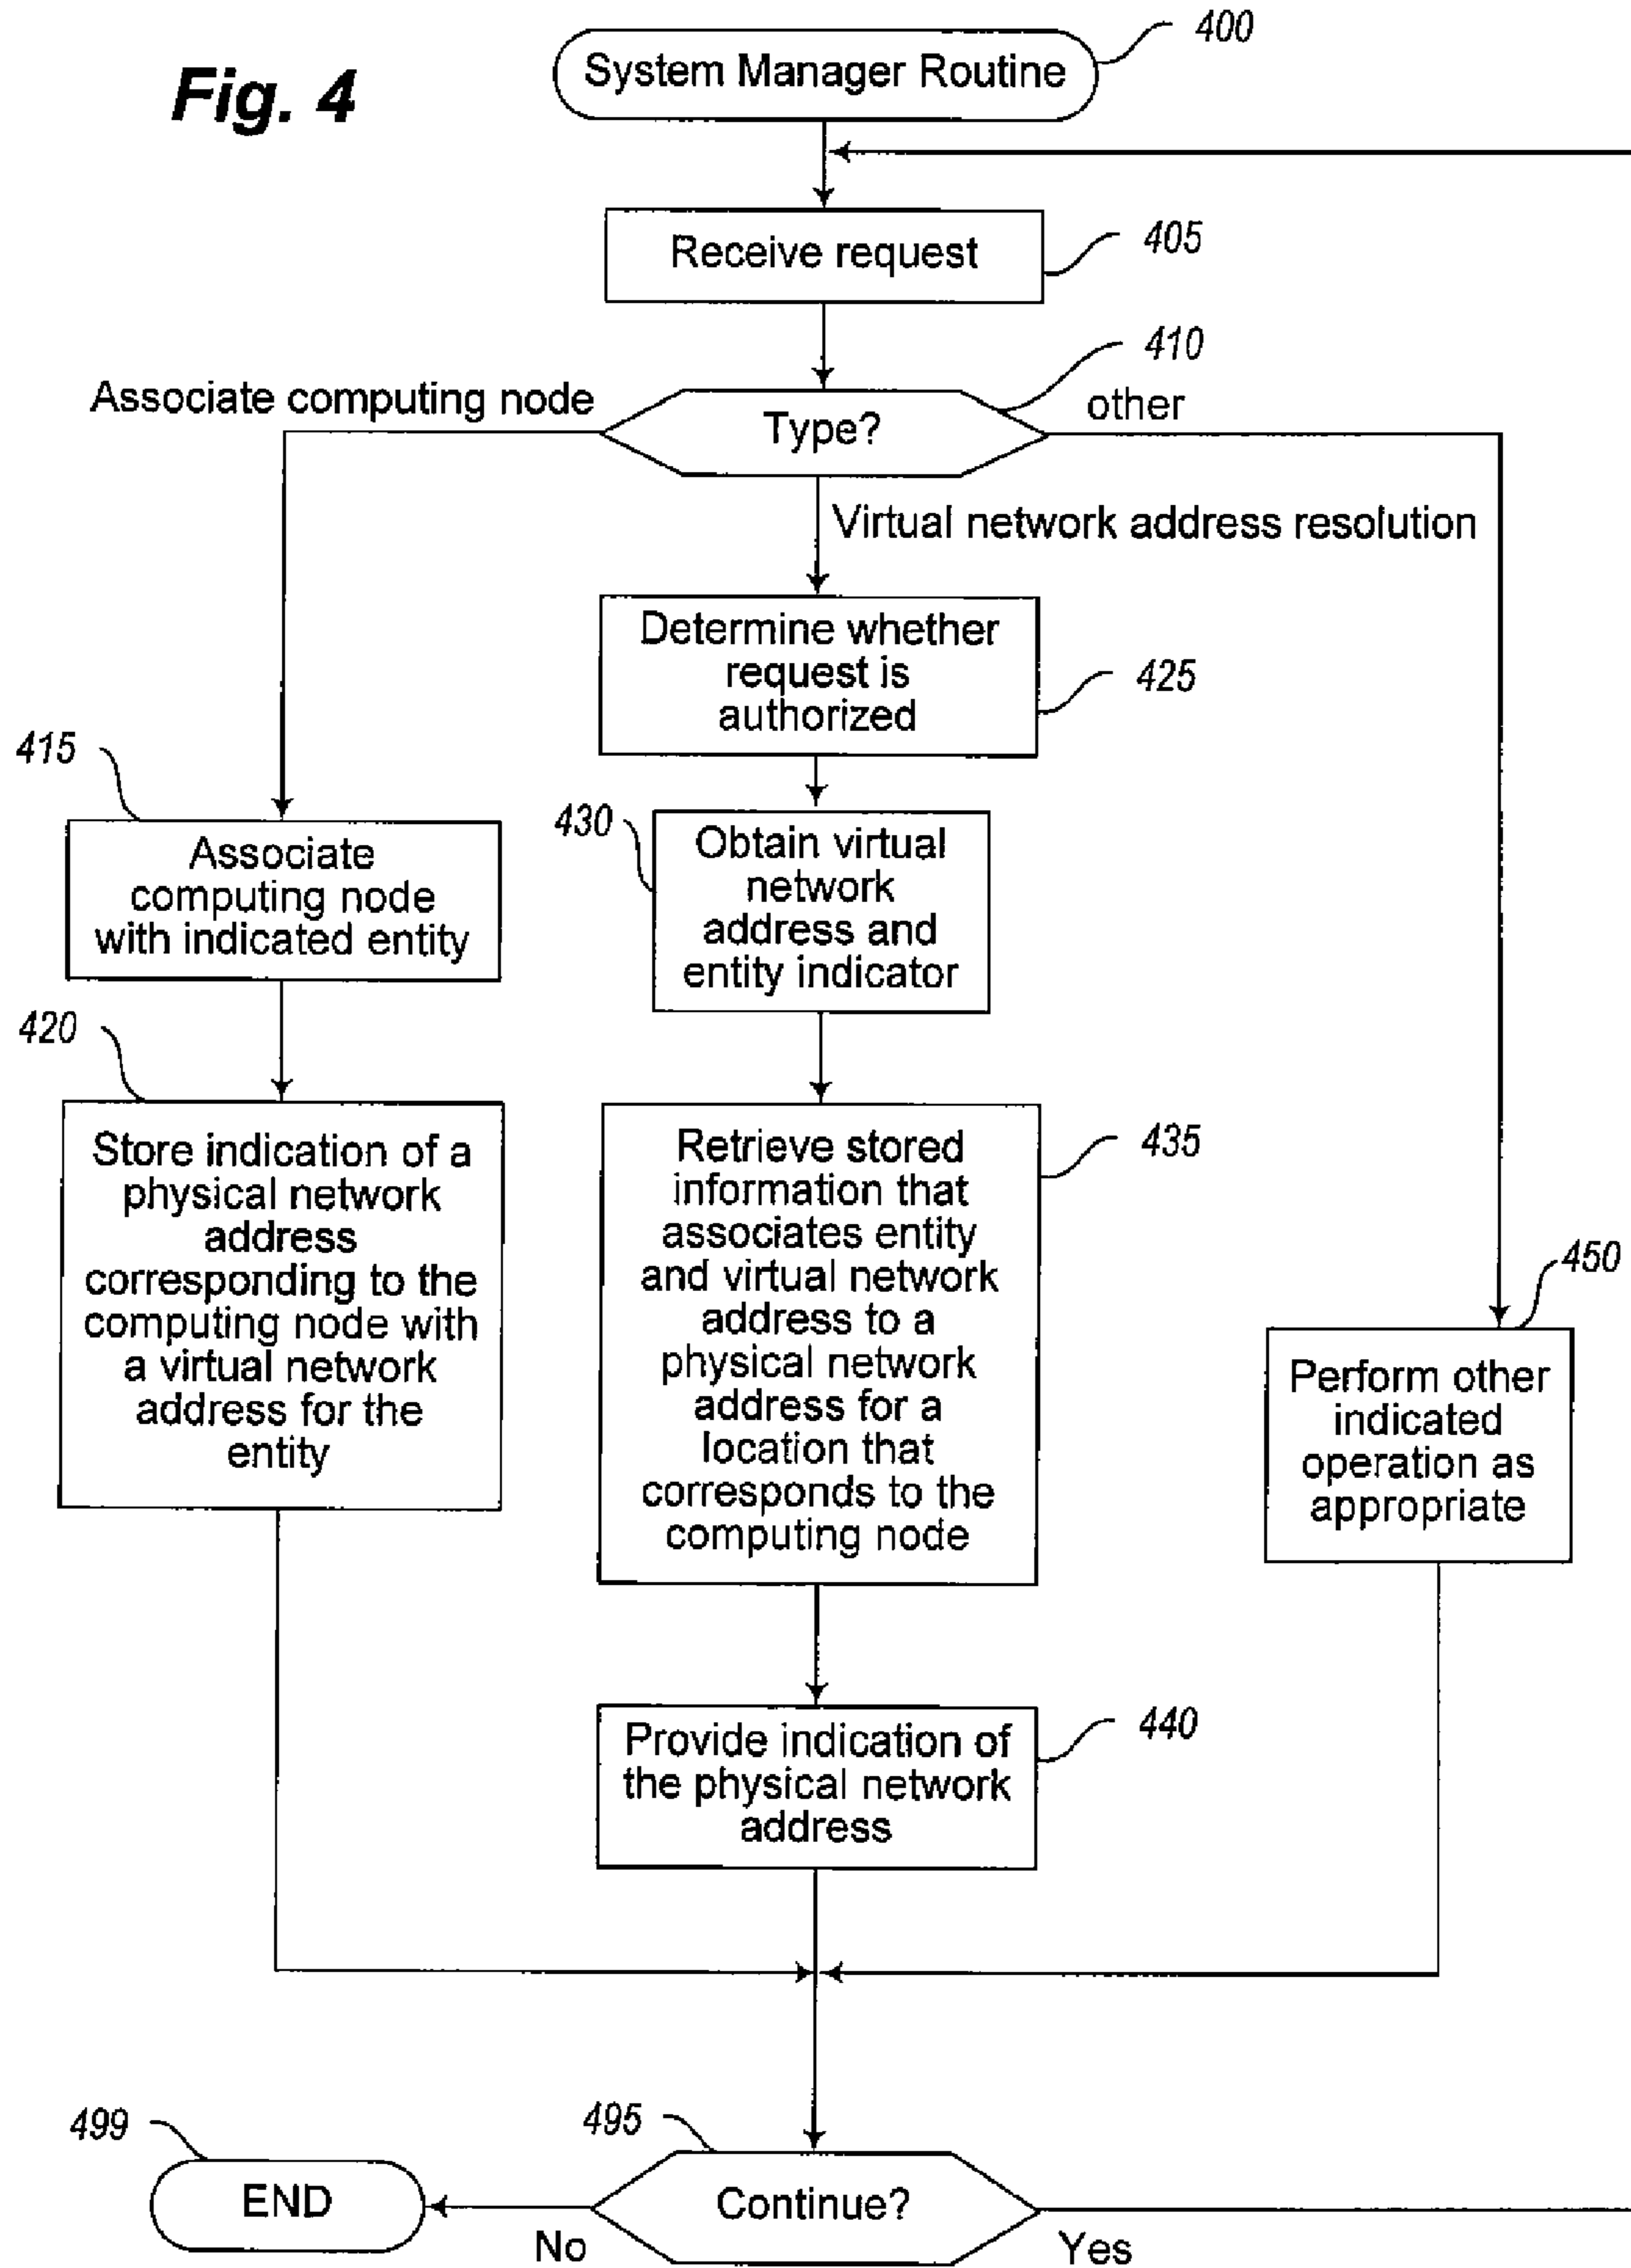 Fig. 4
System Manager Routine
400
Receive request
405
410
Associate computing node
Type?
other
Virtual network address resolution
Determine whether
request is
authorized
425
415
Associate
computing node
with indicated entity
430
Obtain virtual
network
address and
entity indicator
420
Store indication of a
physical network
address
corresponding to the
computing node with
a virtual network
address for the
entity
Retrieve stored
information that
associates entity
and virtual network
address to a
physical network
address for a
location that
corresponds to the
computing node
435
450
Perform other
indicated
operation as
appropriate
Provide indication of
the physical network
address
440
499
END
495
Continue?
No
Yes